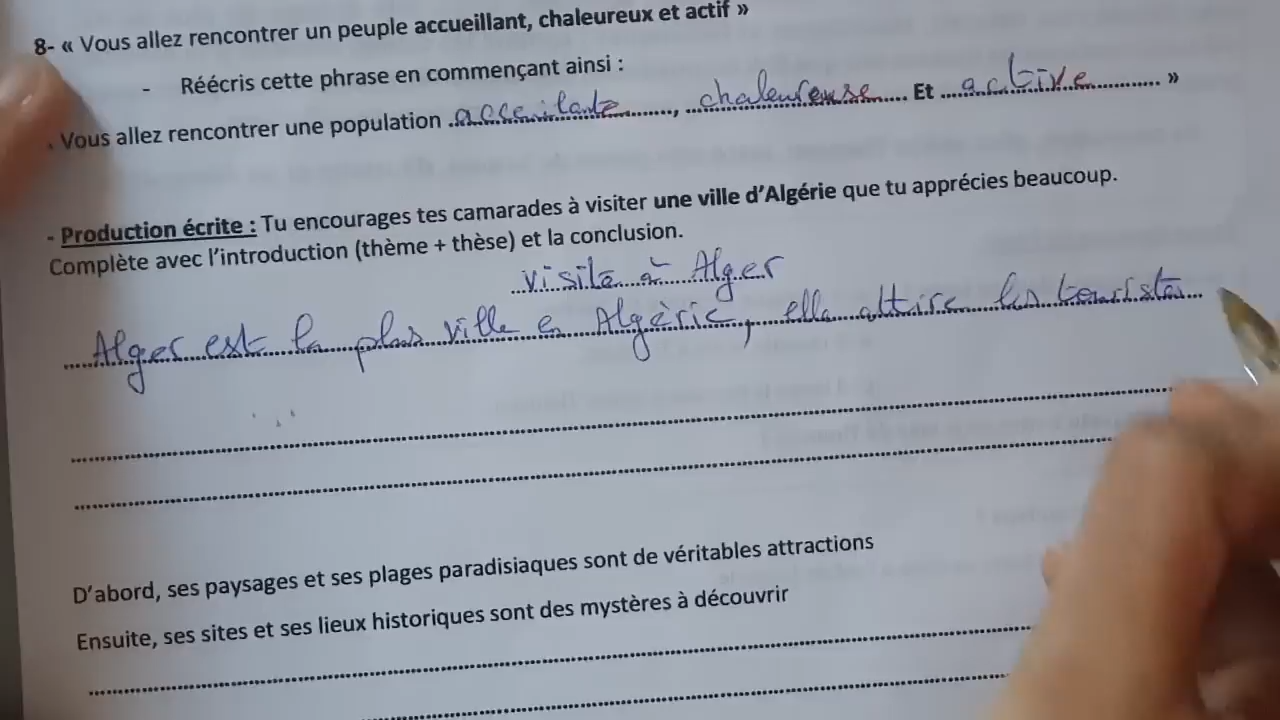 8- « Vous allez rencontrer un peuple accueillant, chaleureux et actif »
- Réécris cette phrase en commençant ainsi :
Vous allez rencontrer une population ..........., chaleureuse Et active »
- Production écrite : Tu encourages tes camarades à visiter une ville d'Algérie que tu apprécies beaucoup.
Complète avec l'introduction (thème + thèse) et la conclusion.
visite à Alger
Alger est la plus ville en Algérie, elle attire les touristes
D'abord, ses paysages et ses plages paradisiaques sont de véritables attractions
Ensuite, ses sites et ses lieux historiques sont des mystères à découvrir